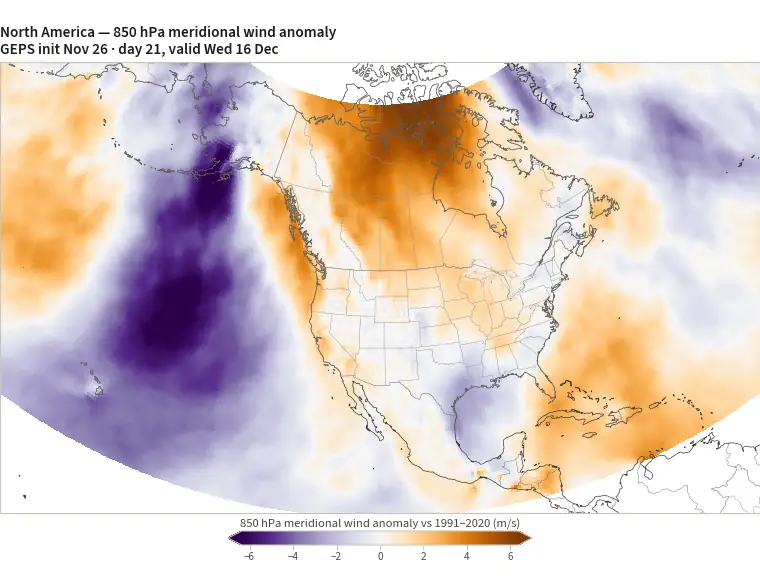 North America — 850 hPa meridional wind anomaly
GEPS init Nov 26 · day 21, valid Wed 16 Dec
850 hPa meridional wind anomaly vs 1991–2020 (m/s)
−6 −4 −2 0 2 4 6